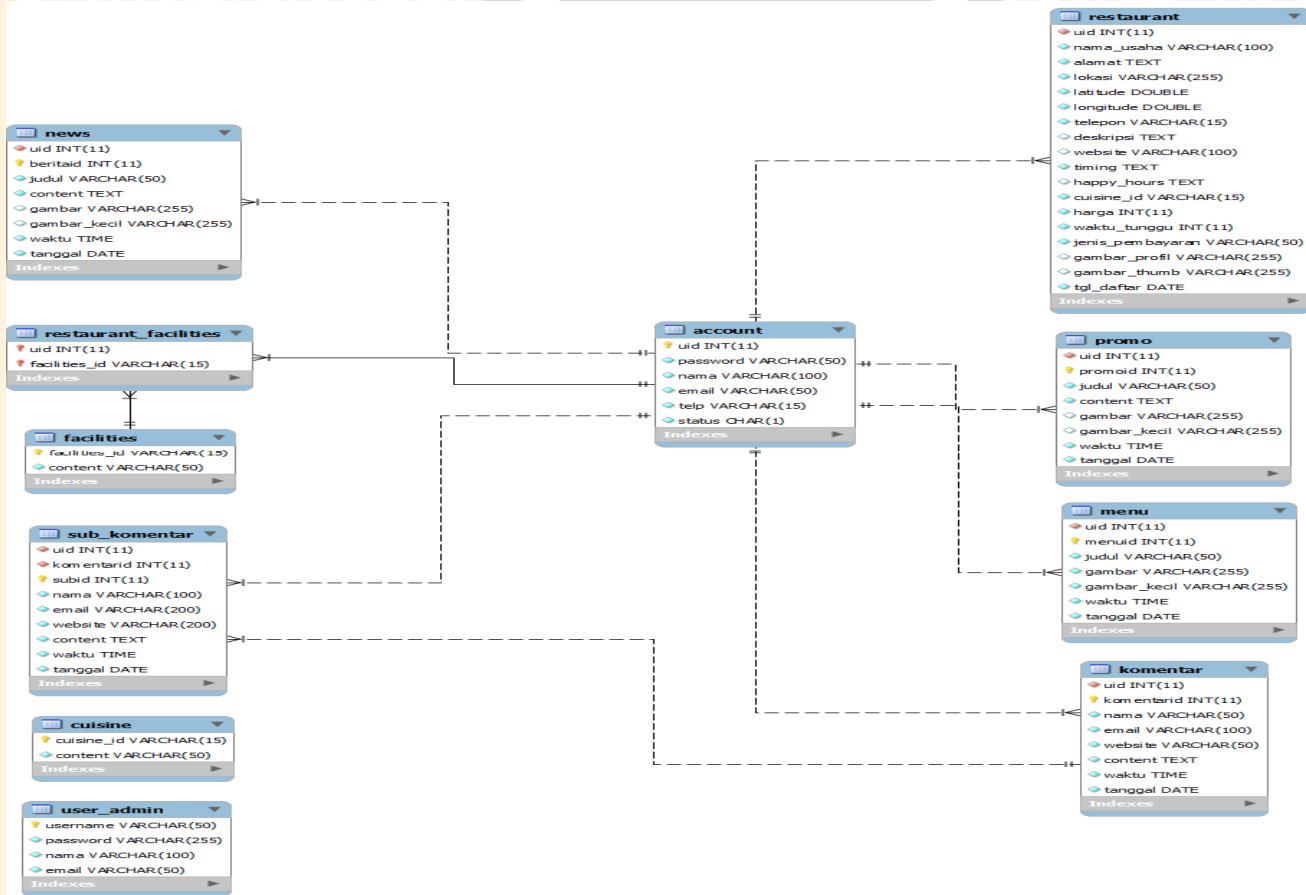 restaurant
uid INT(11)
nama_usaha VARCHAR(100)
alamat TEXT
lokasi VARCHAR(255)
latitude DOUBLE
longitude DOUBLE
telepon VARCHAR(15)
deskripsi TEXT
website VARCHAR(100)
timing TEXT
happy_hours TEXT
cuisine_id VARCHAR(15)
harga INT(11)
waktu_tunggu INT(11)
jenis_pembayaran VARCHAR(50)
gambar_profil VARCHAR(255)
gambar_thumb VARCHAR(255)
tgl_daftar DATE
Indexes
news
uid INT(11)
beritaid INT(11)
judul VARCHAR(50)
content TEXT
gambar VARCHAR(255)
gambar_kecil VARCHAR(255)
waktu TIME
tanggal DATE
Indexes
restaurant_facilities
uid INT(11)
facilities_id VARCHAR(15)
Indexes
account
uid INT(11)
password VARCHAR(50)
nama VARCHAR(100)
email VARCHAR(50)
telp VARCHAR(15)
status CHAR(1)
Indexes
promo
uid INT(11)
promoid INT(11)
judul VARCHAR(50)
content TEXT
gambar VARCHAR(255)
gambar_kecil VARCHAR(255)
waktu TIME
tanggal DATE
Indexes
facilities
facilities_id VARCHAR(15)
content VARCHAR(50)
Indexes
menu
uid INT(11)
menuid INT(11)
judul VARCHAR(50)
gambar VARCHAR(255)
gambar_kecil VARCHAR(255)
waktu TIME
tanggal DATE
Indexes
sub_komentar
uid INT(11)
komentarid INT(11)
subid INT(11)
nama VARCHAR(100)
email VARCHAR(200)
website VARCHAR(200)
content TEXT
waktu TIME
tanggal DATE
Indexes
komentar
uid INT(11)
komentarid INT(11)
nama VARCHAR(50)
email VARCHAR(100)
website VARCHAR(50)
content TEXT
waktu TIME
tanggal DATE
Indexes
cuisine
cuisine_id VARCHAR(15)
content VARCHAR(50)
Indexes
user_admin
username VARCHAR(50)
password VARCHAR(255)
nama VARCHAR(100)
email VARCHAR(50)
Indexes